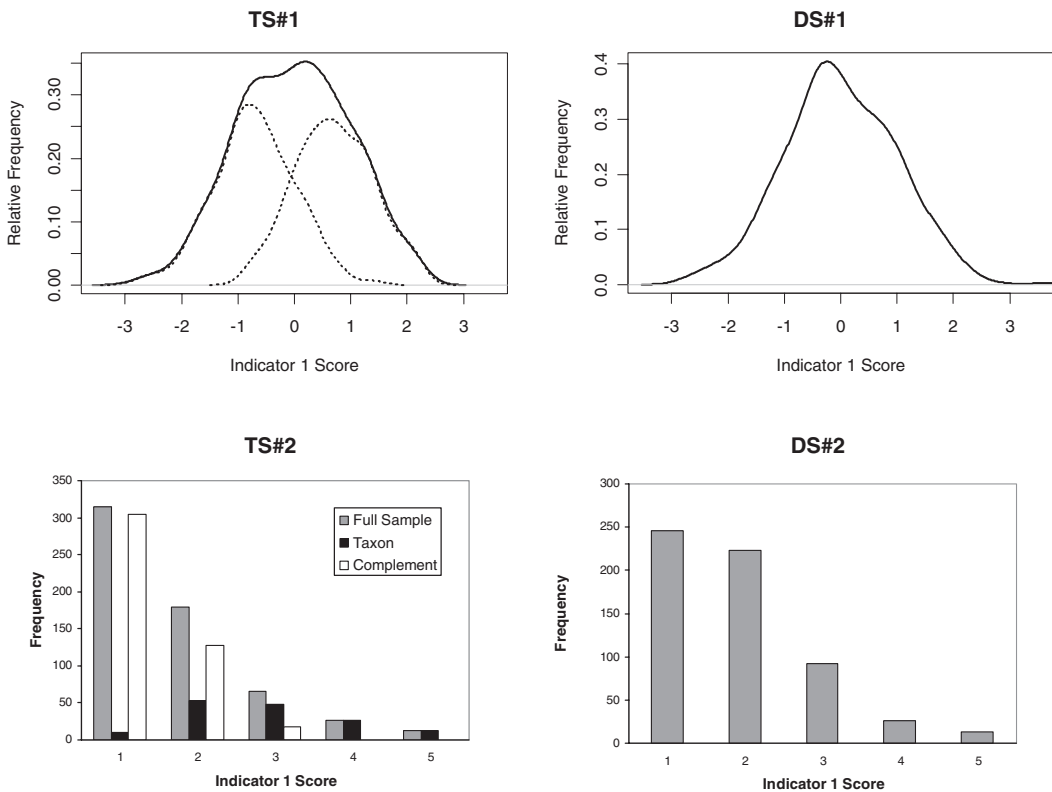 TS#1
Relative Frequency
0.30
0.20
0.10
0.00
-3 -2 -1 0 1 2 3
Indicator 1 Score
DS#1
Relative Frequency
0.4
0.3
0.2
0.1
0.0
-3 -2 -1 0 1 2 3
Indicator 1 Score
TS#2
Frequency
350
300
250
200
150
100
50
0
Full Sample
Taxon
Complement
1 2 3 4 5
Indicator 1 Score
DS#2
Frequency
300
250
200
150
100
50
0
1 2 3 4 5
Indicator 1 Score